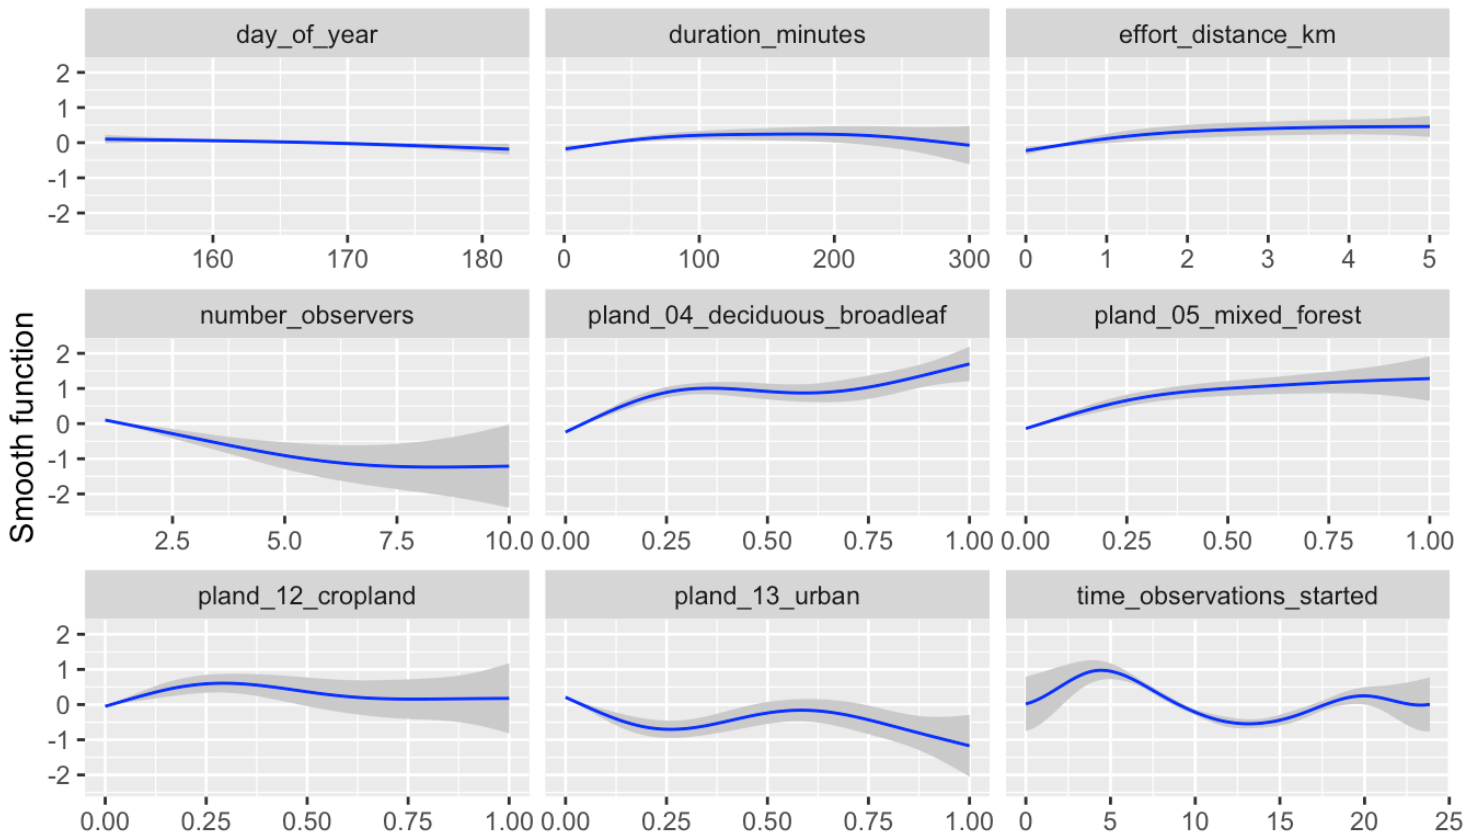 day_of_year duration_minutes effort_distance_km
2
1
0
-1
-2
160 170 180 0 100 200 300 0 1 2 3 4 5
number_observers pland_04_deciduous_broadleaf pland_05_mixed_forest
2
1
0
-1
-2
Smooth function
2.5 5.0 7.5 10.0 0.00 0.25 0.50 0.75 1.00 0.00 0.25 0.50 0.75 1.00
pland_12_cropland pland_13_urban time_observations_started
2
1
0
-1
-2
0.00 0.25 0.50 0.75 1.00 0.00 0.25 0.50 0.75 1.00 0 5 10 15 20 25